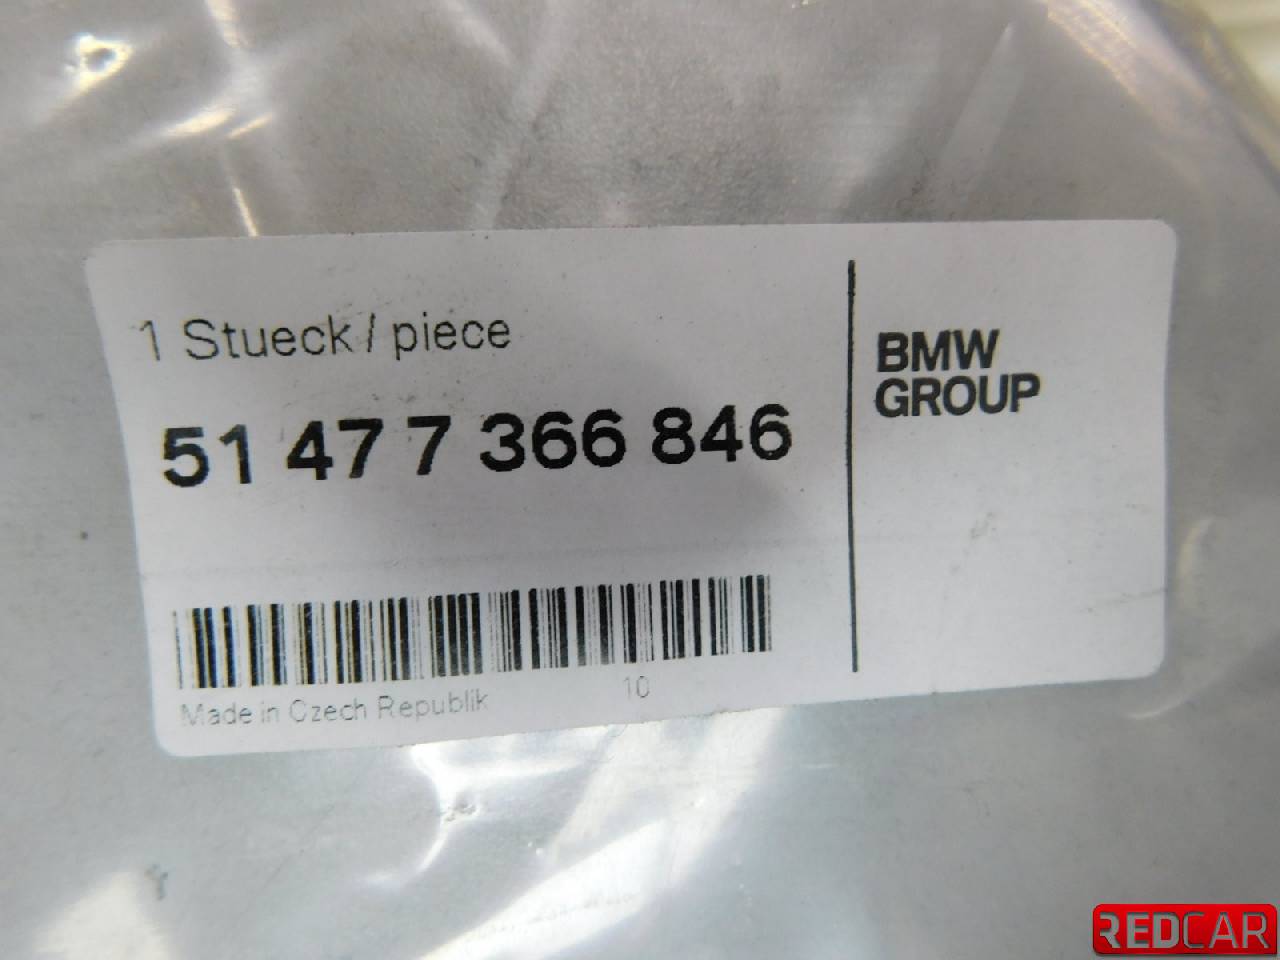 1 Stueck / piece
51 47 7 366 846
Made in Czech Republik
10
BMW
GROUP
REDCAR